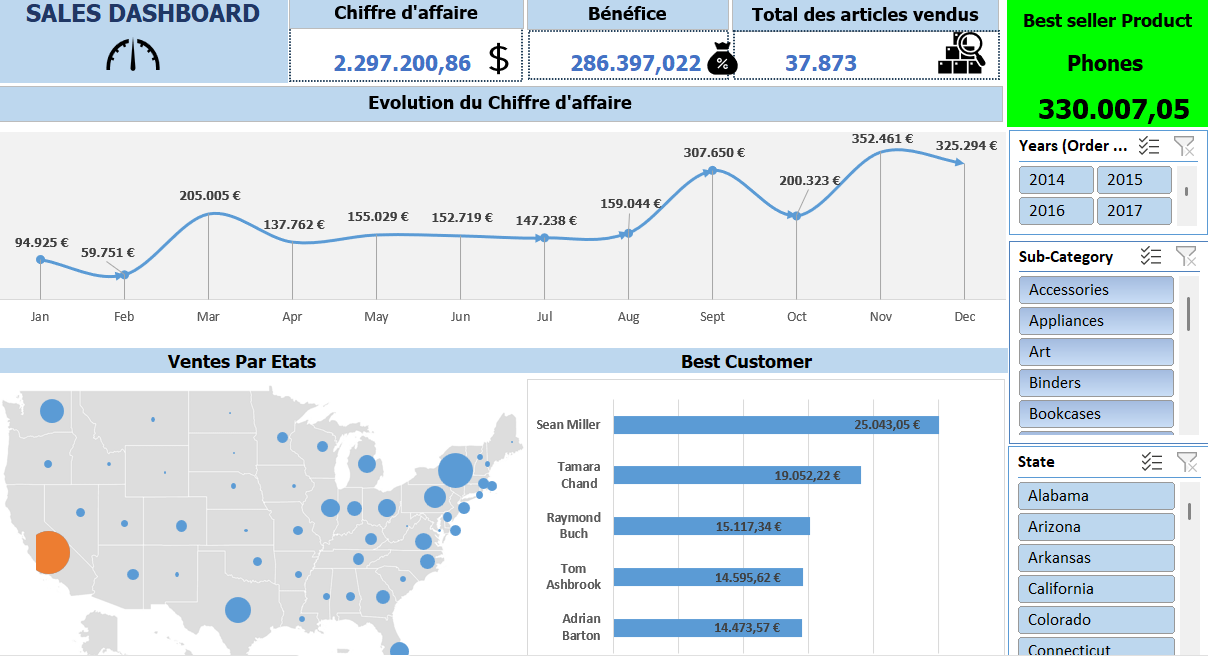 SALES DASHBOARD
Chiffre d'affaire
2.297.200,86 $
Bénéfice
286.397,022 %
Total des articles vendus
37.873
Best seller Product
Phones
330.007,05
Evolution du Chiffre d'affaire
94.925 €
59.751 €
205.005 €
137.762 €
155.029 €
152.719 €
147.238 €
159.044 €
307.650 €
200.323 €
352.461 €
325.294 €
Jan
Feb
Mar
Apr
May
Jun
Jul
Aug
Sept
Oct
Nov
Dec
Years (Order ...
2014
2015
2016
2017
Sub-Category
Accessories
Appliances
Art
Binders
Bookcases
State
Alabama
Arizona
Arkansas
California
Colorado
Connecticut
Ventes Par Etats
Best Customer
Sean Miller
25.043,05 €
Tamara
Chand
19.052,22 €
Raymond
Buch
15.117,34 €
Tom
Ashbrook
14.595,62 €
Adrian
Barton
14.473,57 €